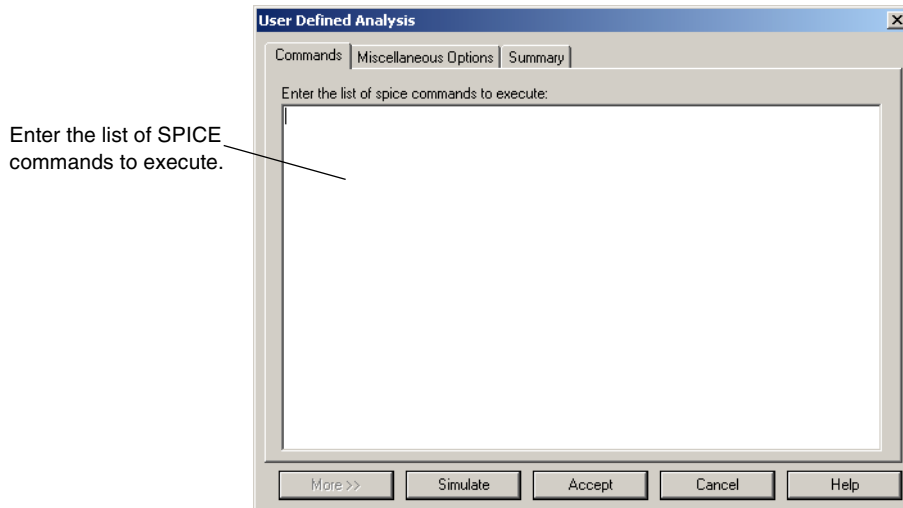 User Defined Analysis
Commands Miscellaneous Options Summary
Enter the list of spice commands to execute:
Enter the list of SPICE
commands to execute.
More >> Simulate Accept Cancel Help